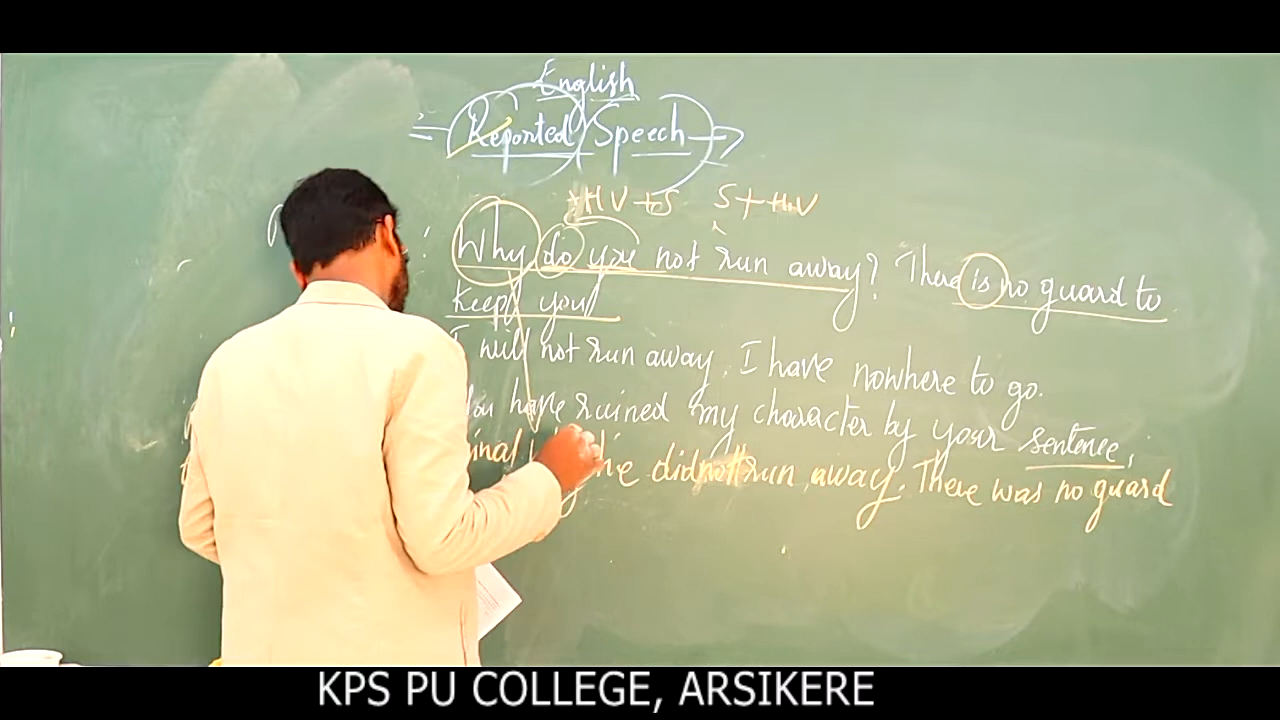 English
Reported Speech
HV + S S + HV
Why do you not run away? There is no guard to
keep you
I will not run away. I have nowhere to go.
have ruined my character by your sentence,
he did not run away. There was no guard
KPS PU COLLEGE, ARSIKERE